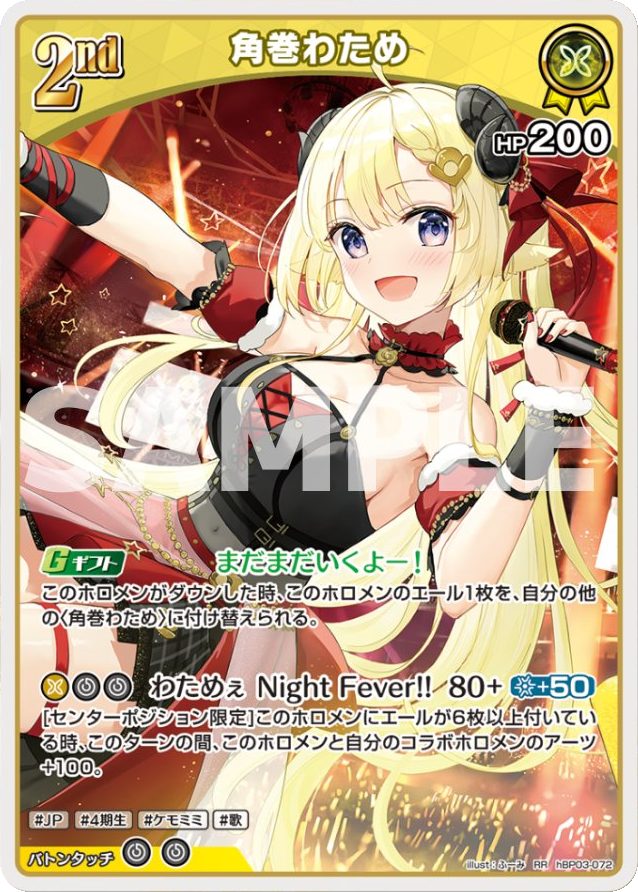 2nd
角巻わため
HP 200
SAMPLE
G ギフト まだまだいくよー！
このホロメンがダウンした時、このホロメンのエール1枚を、自分の他
の〈角巻わため〉に付け替えられる。
わためぇ Night Fever!! 80+ +50
[センターポジション限定]このホロメンにエールが6枚以上付いてい
る時、このターンの間、このホロメンと自分のコラボホロメンのアーツ
+100。
#JP #4期生 #ケモミミ #歌
バトンタッチ
illust：ふーみ RR hBP03-072